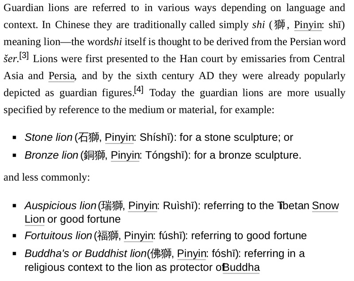 Guardian lions are referred to in various ways depending on language and
context. In Chinese they are traditionally called simply shi (獅, Pinyin: shī)
meaning lion—the wordshi itself is thought to be derived from the Persian word
šer.[3] Lions were first presented to the Han court by emissaries from Central
Asia and Persia, and by the sixth century AD they were already popularly
depicted as guardian figures.[4] Today the guardian lions are more usually
specified by reference to the medium or material, for example:
▪ Stone lion (石獅, Pinyin: Shíshī): for a stone sculpture; or
▪ Bronze lion (銅獅, Pinyin: Tóngshī): for a bronze sculpture.
and less commonly:
▪ Auspicious lion (瑞獅, Pinyin: Ruìshī): referring to the Tibetan Snow
Lion or good fortune
▪ Fortuitous lion (福獅, Pinyin: fúshī): referring to good fortune
▪ Buddha's or Buddhist lion(佛獅, Pinyin: fóshī): referring in a
religious context to the lion as protector ofBuddha